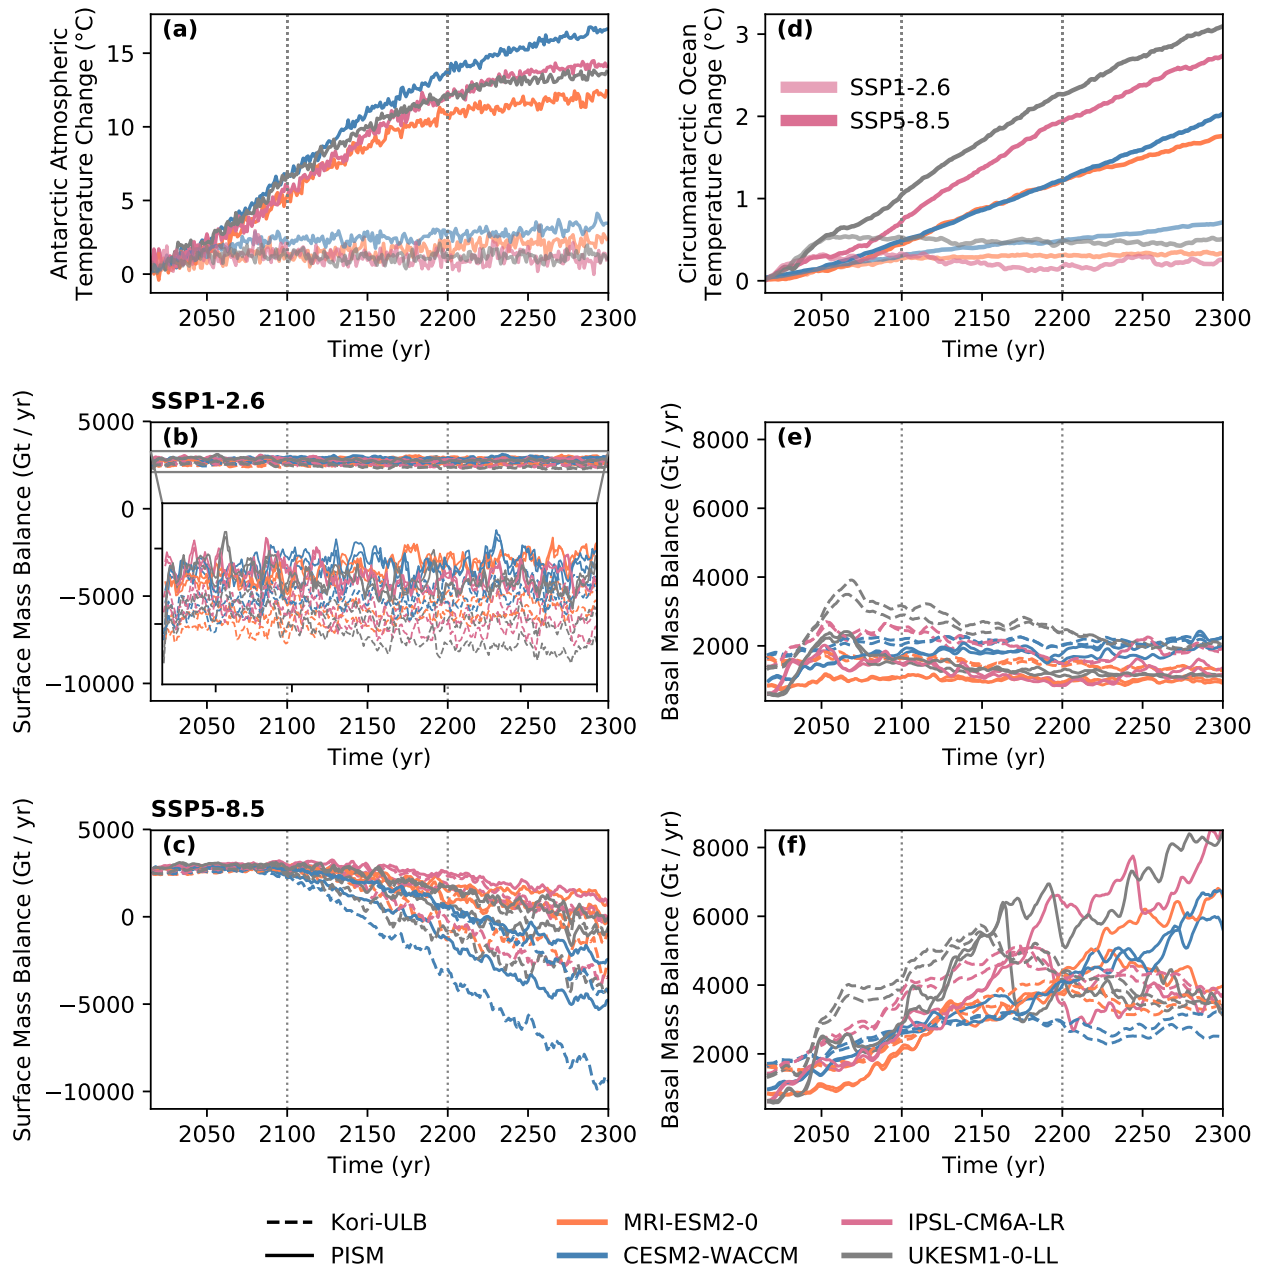 (a)
Antarctic Atmospheric
Temperature Change (°C)
15
10
5
0
2050 2100 2150 2200 2250 2300
Time (yr)
(d)
Circumantarctic Ocean
Temperature Change (°C)
3
2
1
0
SSP1-2.6
SSP5-8.5
2050 2100 2150 2200 2250 2300
Time (yr)
SSP1-2.6
(b)
Surface Mass Balance (Gt / yr)
5000
0
−5000
−10000
2050 2100 2150 2200 2250 2300
Time (yr)
(e)
Basal Mass Balance (Gt / yr)
8000
6000
4000
2000
2050 2100 2150 2200 2250 2300
Time (yr)
SSP5-8.5
(c)
Surface Mass Balance (Gt / yr)
5000
0
−5000
−10000
2050 2100 2150 2200 2250 2300
Time (yr)
(f)
Basal Mass Balance (Gt / yr)
8000
6000
4000
2000
2050 2100 2150 2200 2250 2300
Time (yr)
Kori-ULB
PISM
MRI-ESM2-0
CESM2-WACCM
IPSL-CM6A-LR
UKESM1-0-LL